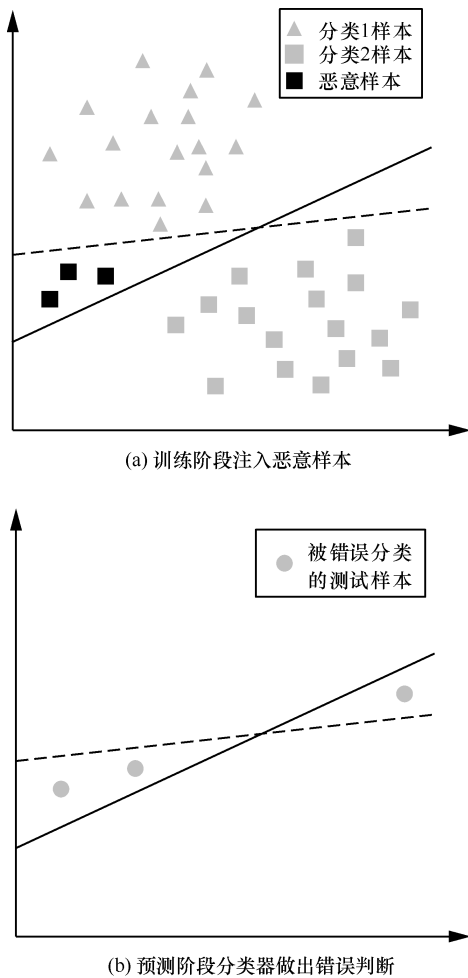 分类1样本
分类2样本
恶意样本
(a) 训练阶段注入恶意样本
被错误分类
的测试样本
(b) 预测阶段分类器做出错误判断